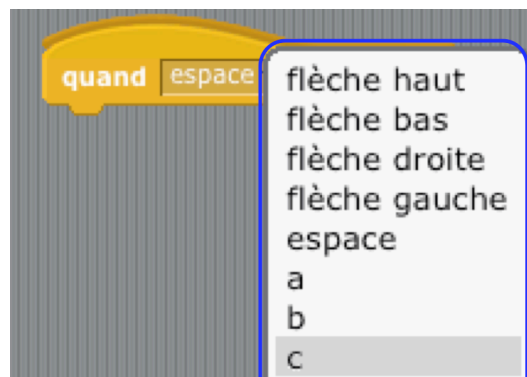 quand espace
flèche haut
flèche bas
flèche droite
flèche gauche
espace
a
b
c